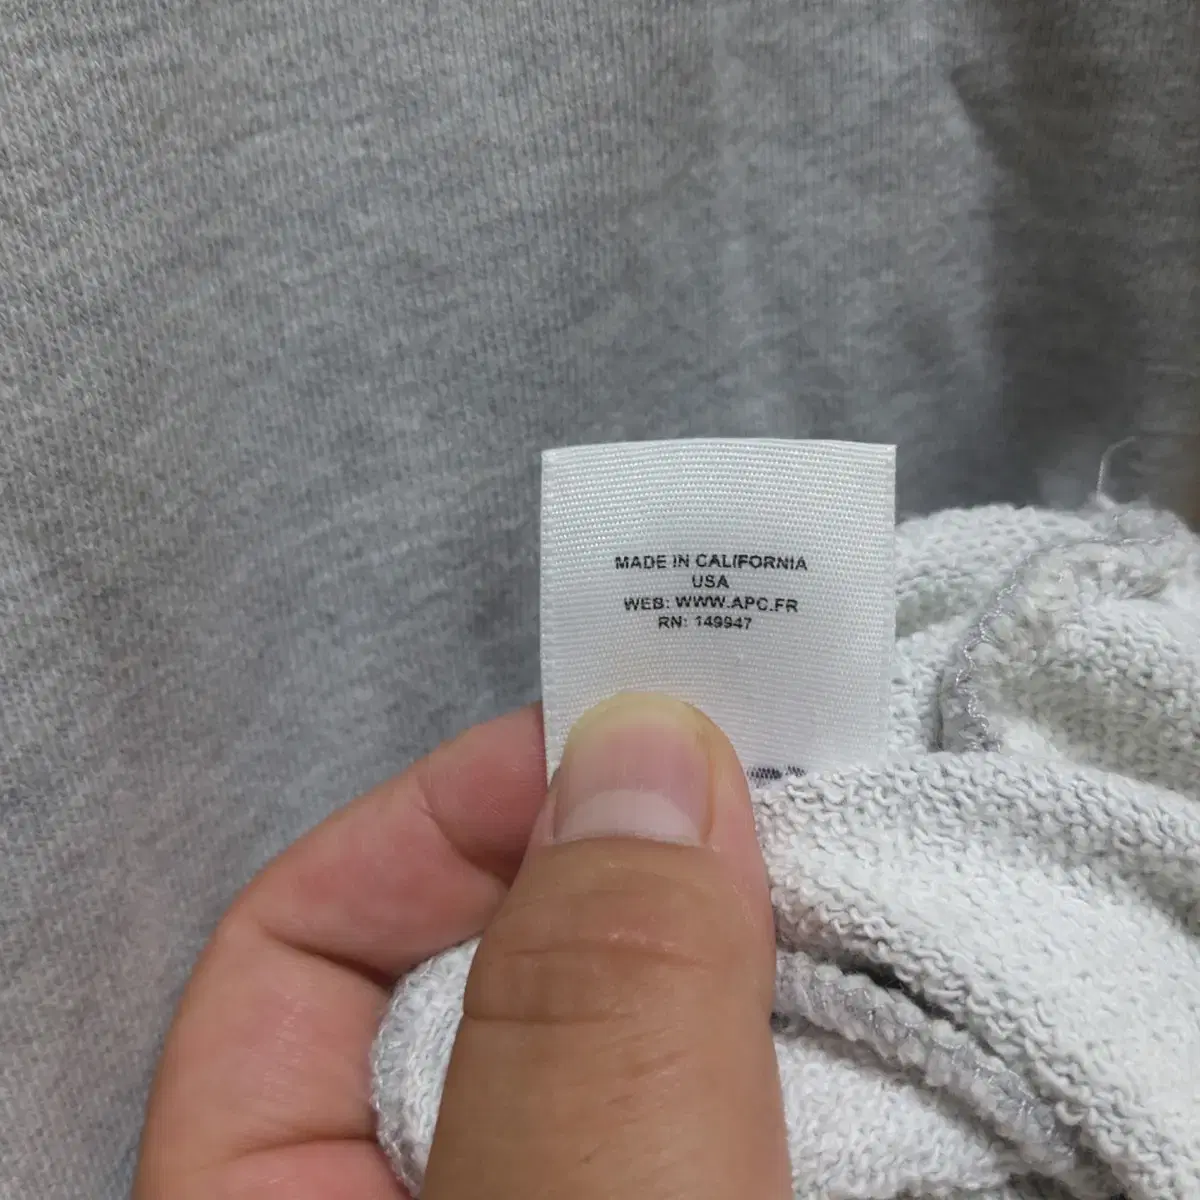 MADE IN CALIFORNIA
USA
WEB: WWW.APC.FR
RN: 149947